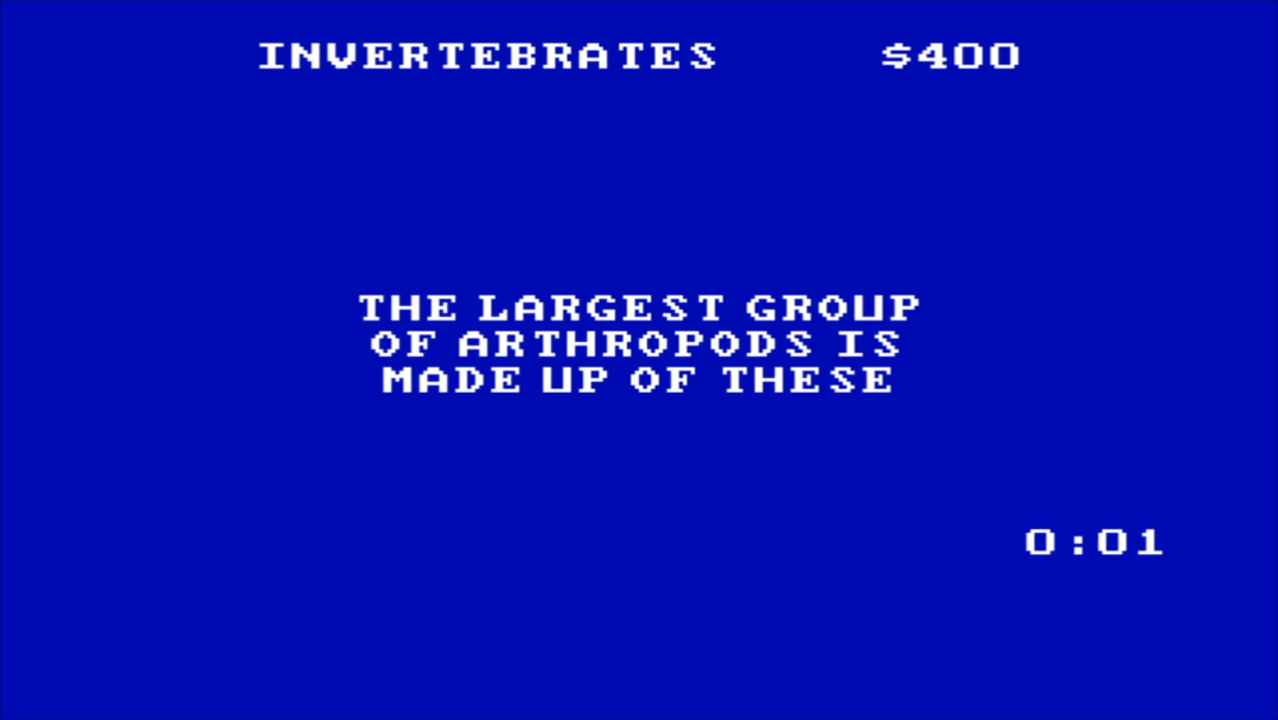 INVERTEBRATES $400
THE LARGEST GROUP
OF ARTHROPODS IS
MADE UP OF THESE
0:01